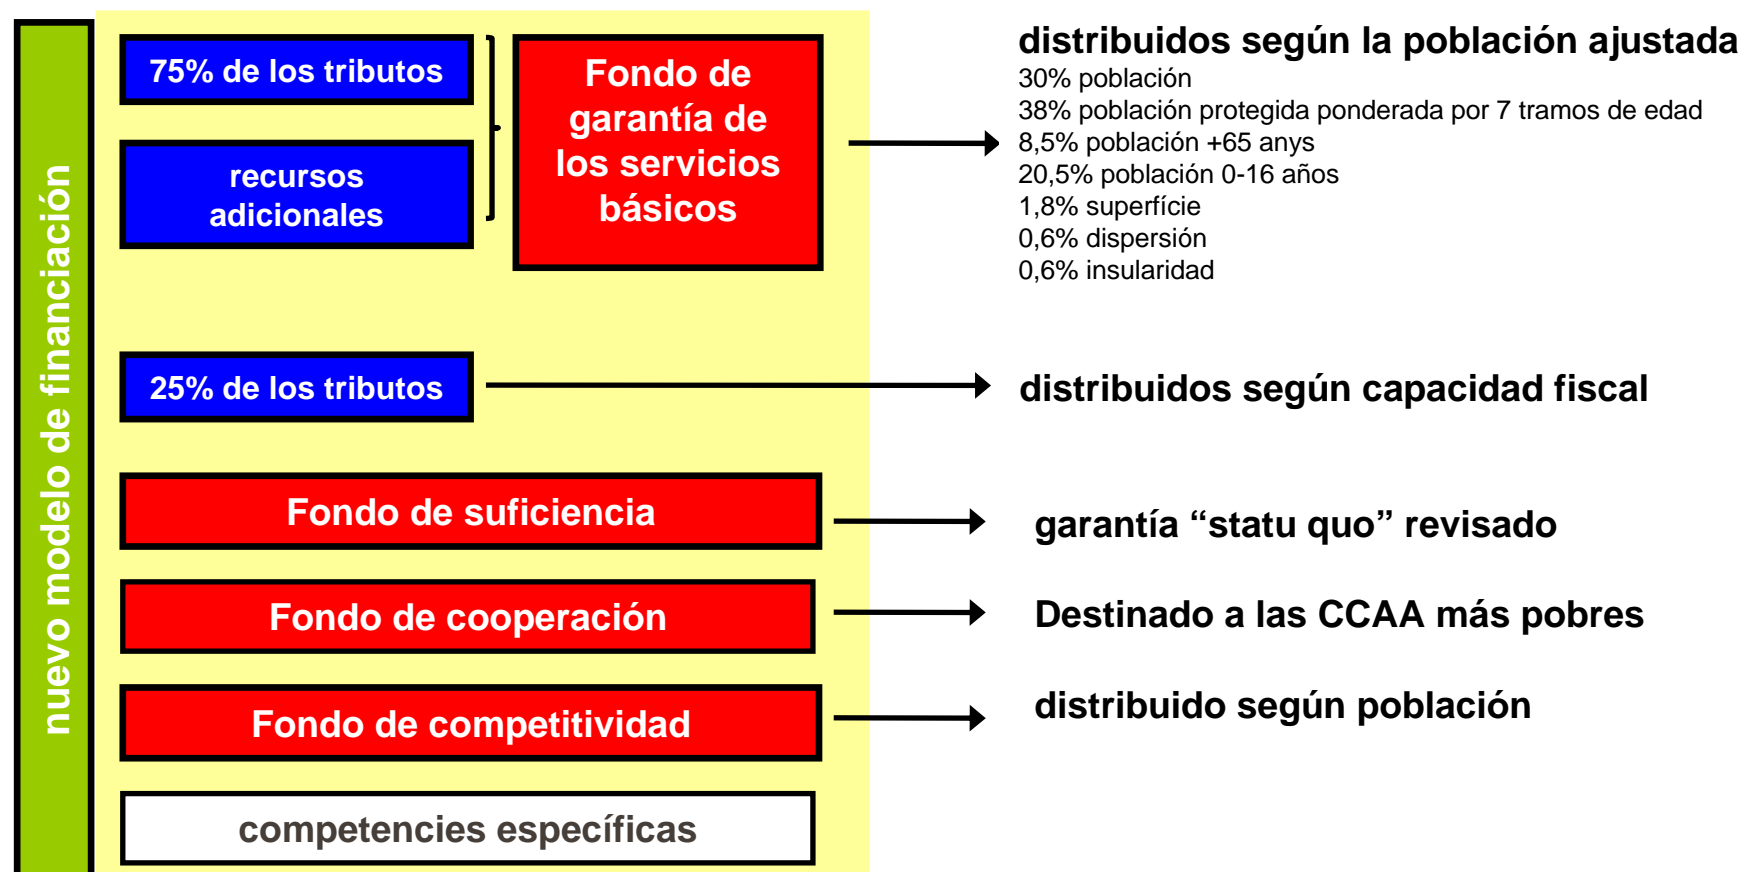 nuevo modelo de financiación
75% de los tributos
recursos
adicionales
Fondo de
garantía de
los servicios
básicos
distribuidos según la población ajustada
30% población
38% población protegida ponderada por 7 tramos de edad
8,5% población +65 anys
20,5% población 0-16 años
1,8% superfície
0,6% dispersión
0,6% insularidad
25% de los tributos
distribuidos según capacidad fiscal
Fondo de suficiencia
garantía “statu quo” revisado
Fondo de cooperación
Destinado a las CCAA más pobres
Fondo de competitividad
distribuido según población
competencies específicas